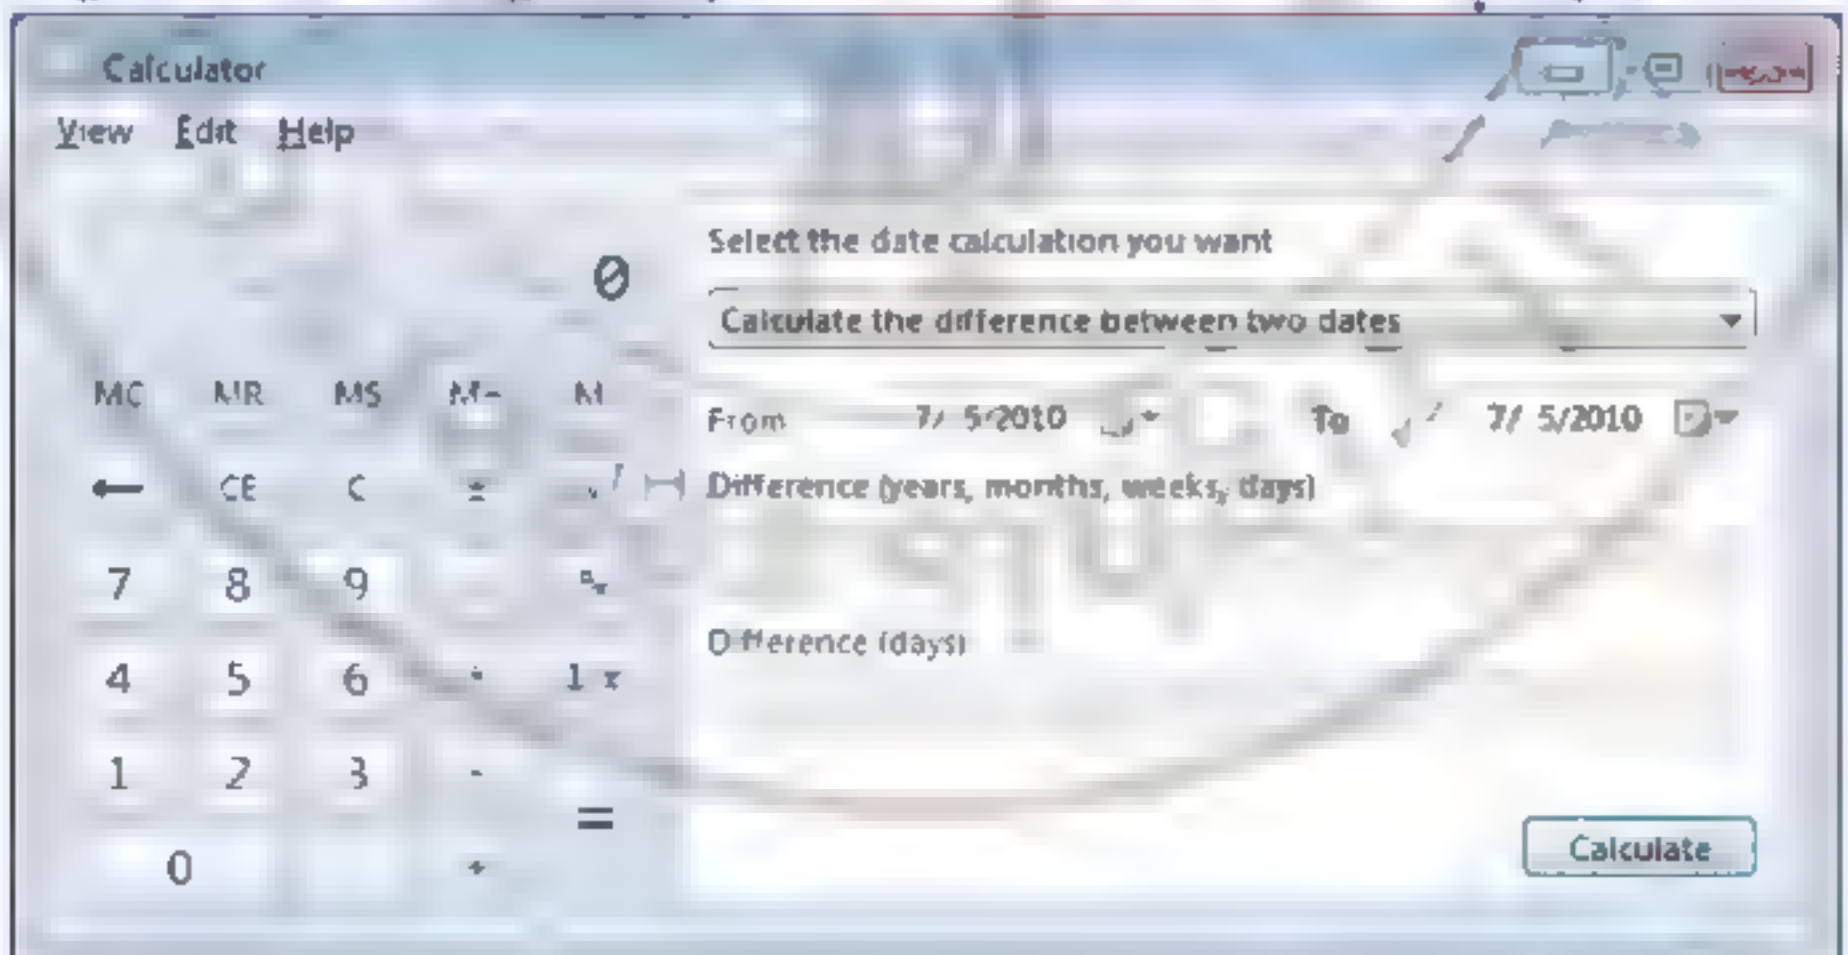 Calculator
View Edit Help
0
MC MR MS
CE C ±
7 8 9
4 5 6 1
1 2 3 -
=
0 +
Select the date calculation you want
Calculate the difference between two dates
From 7/ 5/2010 To 7/ 5/2010
Difference (years, months, weeks, days)
Difference (days)
Calculate